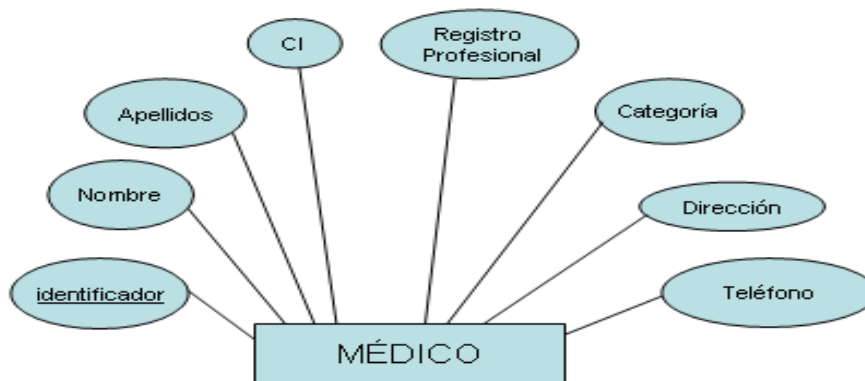 CI
Registro
Profesional
Apellidos
Categoría
Nombre
Dirección
identificador
Teléfono
MÉDICO